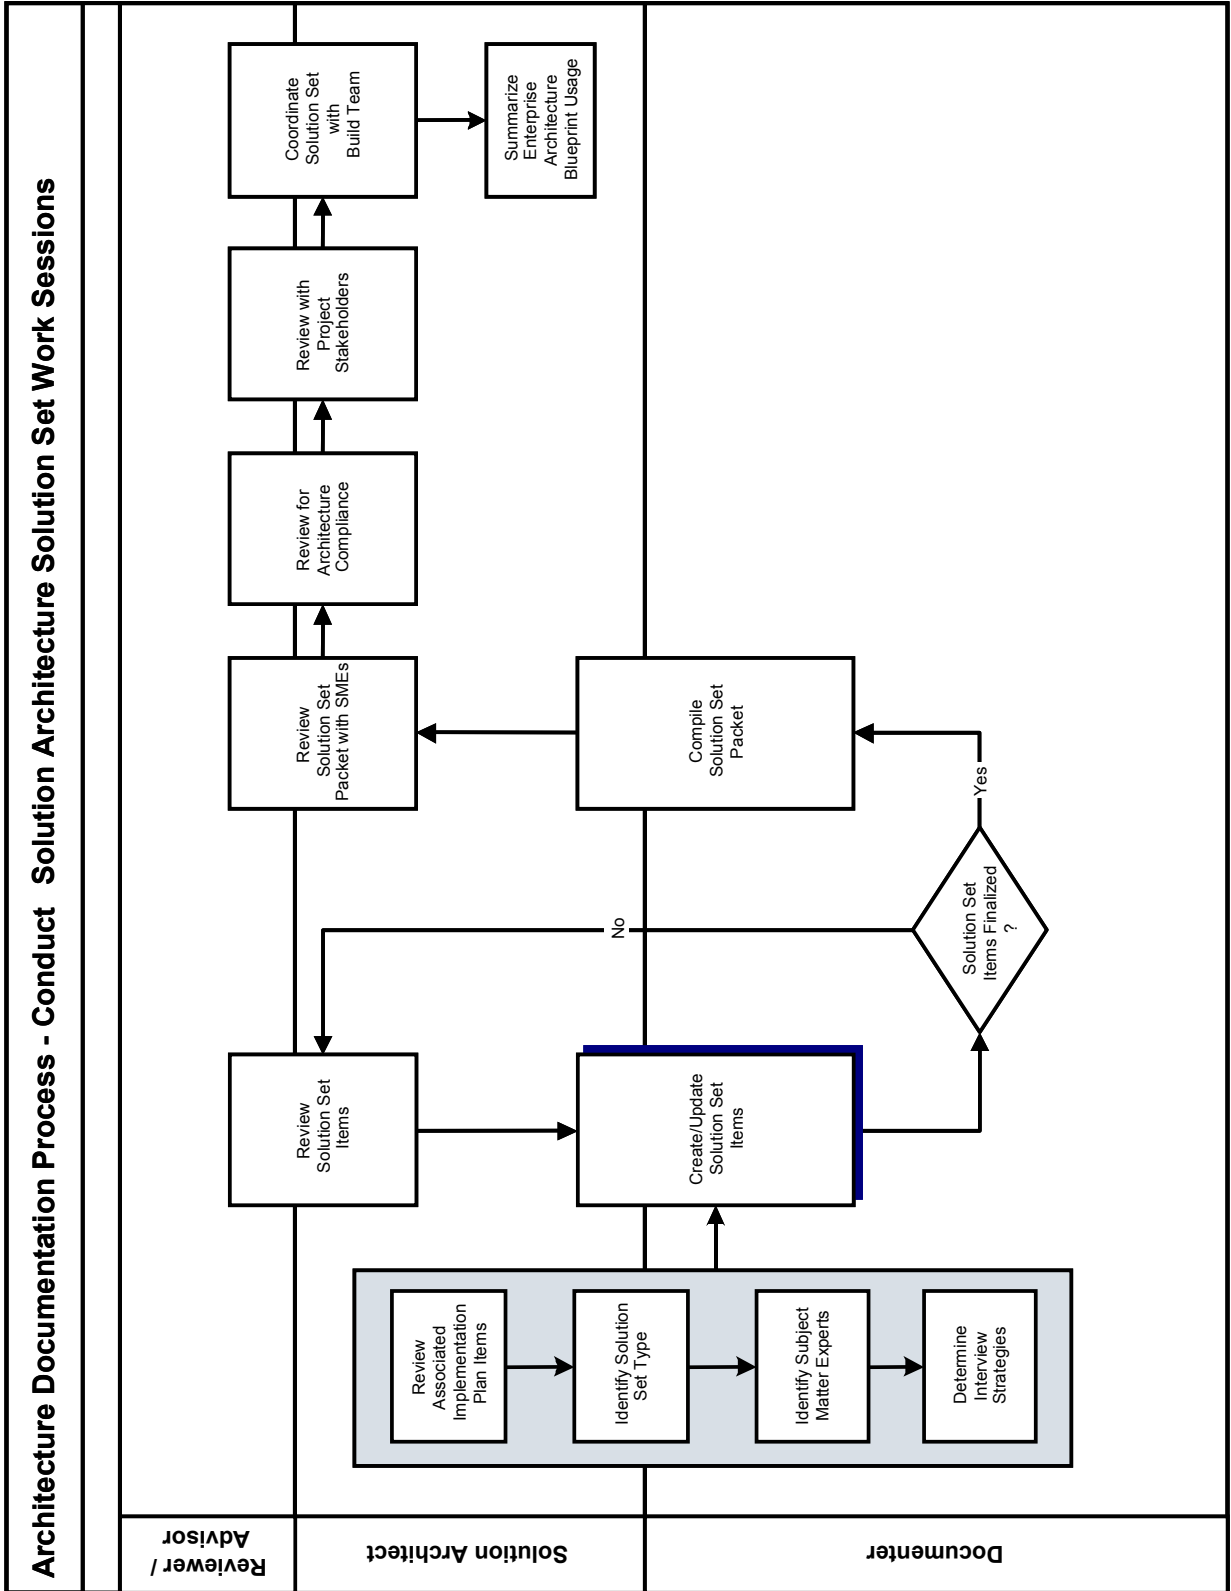 Architecture Documentation Process - Conduct Solution Architecture Solution Set Work Sessions
Reviewer /
Advisor
Solution Architect
Documenter
Review
Associated
Implementation
Plan Items
Identify Solution
Set Type
Identify Subject
Matter Experts
Determine
Interview
Strategies
Review
Solution Set
Items
Create/Update
Solution Set
Items
Solution Set
Items Finalized
?
No
Yes
Compile
Solution Set
Packet
Review
Solution Set
Packet with SMEs
Review for
Architecture
Compliance
Review with
Project
Stakeholders
Coordinate
Solution Set
with
Build Team
Summarize
Enterprise
Architecture
Blueprint Usage